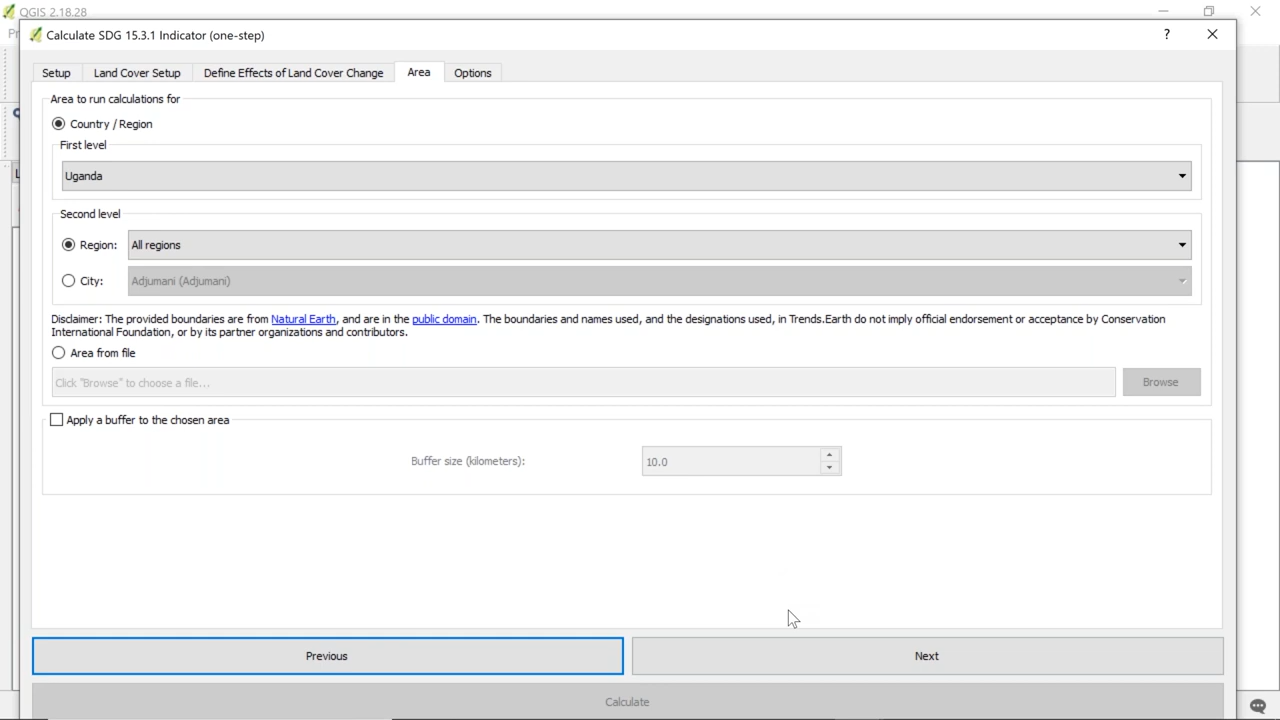 QGIS 2.18.28
Calculate SDG 15.3.1 Indicator (one-step)
?
Setup
Land Cover Setup
Define Effects of Land Cover Change
Area
Options
Area to run calculations for
Country / Region
First level
Uganda
Second level
Region:
All regions
City:
Adjumani (Adjumani)
Disclaimer: The provided boundaries are from Natural Earth, and are in the public domain. The boundaries and names used, and the designations used, in Trends.Earth do not imply official endorsement or acceptance by Conservation
International Foundation, or by its partner organizations and contributors.
Area from file
Click "Browse" to choose a file...
Browse
Apply a buffer to the chosen area
Buffer size (kilometers):
10.0
Previous
Next
Calculate